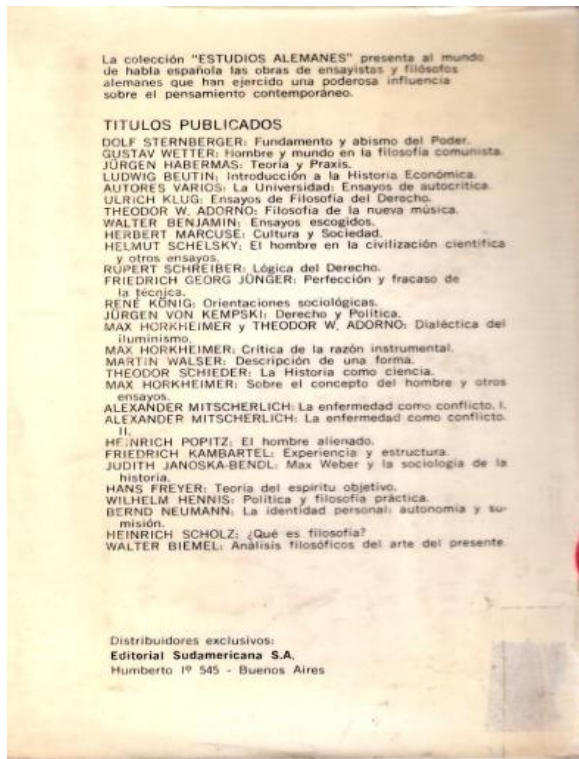 La colección "ESTUDIOS ALEMANES" presenta al mundo
de habla española las obras de ensayistas y filósofos
alemanes que han ejercido una poderosa influencia
sobre el pensamiento contemporáneo.
TITULOS PUBLICADOS
DOLF STERNBERGER: Fundamento y abismo del Poder.
GUSTAV WETTER: Hombre y mundo en la filosofía comunista.
JÜRGEN HABERMAS: Teoría y Praxis.
LUDWIG BEUTIN: Introducción a la Historia Económica.
AUTORES VARIOS: La Universidad: Ensayos de autocrítica.
ULRICH KLUG: Ensayos de Filosofía del Derecho.
THEODOR W. ADORNO: Filosofía de la nueva música.
WALTER BENJAMIN: Ensayos escogidos.
HERBERT MARCUSE: Cultura y Sociedad.
HELMUT SCHELSKY: El hombre en la civilización científica
y otros ensayos.
RUPERT SCHREIBER: Lógica del Derecho.
FRIEDRICH GEORG JÜNGER: Perfección y fracaso de
la técnica.
RENÉ KÖNIG: Orientaciones sociológicas.
JÜRGEN VON KEMPSKI: Derecho y Política.
MAX HORKHEIMER y THEODOR W. ADORNO: Dialéctica del
iluminismo.
MAX HORKHEIMER: Crítica de la razón instrumental.
MARTIN WALSER: Descripción de una forma.
THEODOR SCHIEDER: La Historia como ciencia.
MAX HORKHEIMER: Sobre el concepto del hombre y otros
ensayos.
ALEXANDER MITSCHERLICH: La enfermedad como conflicto. I.
ALEXANDER MITSCHERLICH: La enfermedad como conflicto.
II.
HEINRICH POPITZ: El hombre alienado.
FRIEDRICH KAMBARTEL: Experiencia y estructura.
JUDITH JANOSKA-BENDL: Max Weber y la sociología de la
historia.
HANS FREYER: Teoría del espíritu objetivo.
WILHELM HENNIS: Política y filosofía práctica.
BERND NEUMANN: La identidad personal: autonomía y su-
misión.
HEINRICH SCHOLZ: ¿Qué es filosofía?
WALTER BIEMEL: Análisis filosóficos del arte del presente.
Distribuidores exclusivos:
Editorial Sudamericana S.A.
Humberto Iº 545 - Buenos Aires